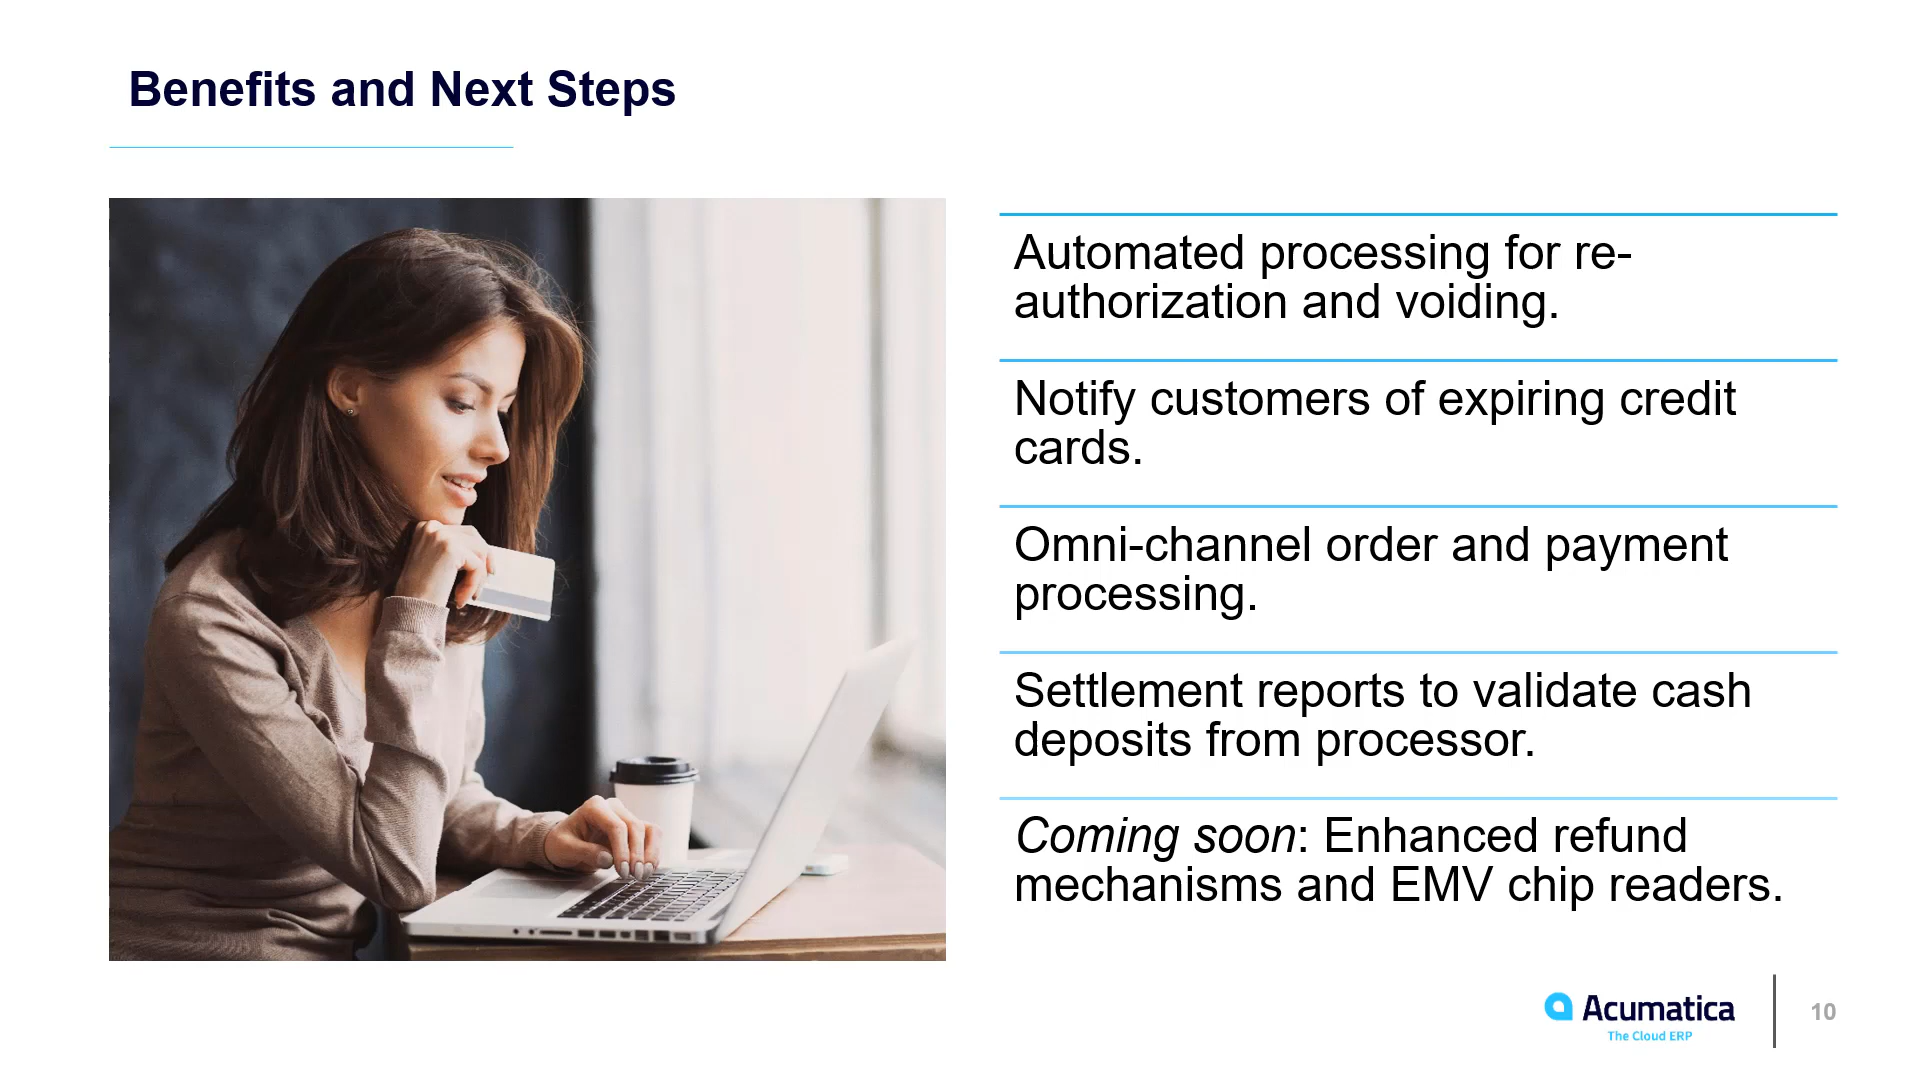 Benefits and Next Steps
Automated processing for re-
authorization and voiding.
Notify customers of expiring credit
cards.
Omni-channel order and payment
processing.
Settlement reports to validate cash
deposits from processor.
Coming soon: Enhanced refund
mechanisms and EMV chip readers.
Acumatica
The Cloud ERP
10